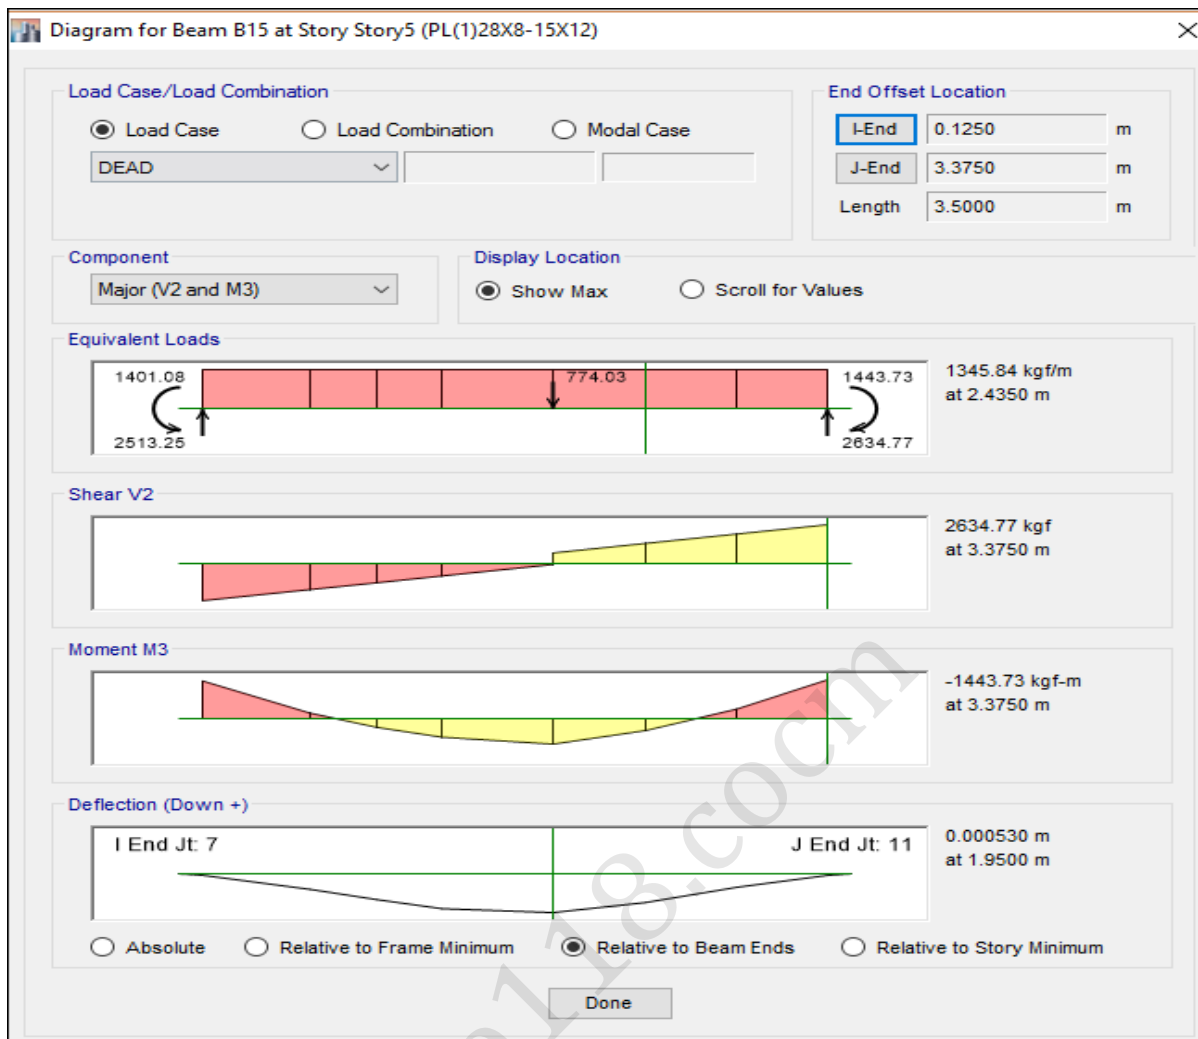 Diagram for Beam B15 at Story Story5 (PL(1)28X8-15X12)
Load Case/Load Combination
Load Case Load Combination Modal Case
DEAD
End Offset Location
I-End 0.1250 m
J-End 3.3750 m
Length 3.5000 m
Component
Major (V2 and M3)
Display Location
Show Max Scroll for Values
Equivalent Loads
1401.08 774.03 1443.73
2513.25 2634.77
1345.84 kgf/m
at 2.4350 m
Shear V2
2634.77 kgf
at 3.3750 m
Moment M3
-1443.73 kgf-m
at 3.3750 m
Deflection (Down +)
I End Jt: 7 J End Jt: 11
0.000530 m
at 1.9500 m
Absolute Relative to Frame Minimum Relative to Beam Ends Relative to Story Minimum
Done
118.cocm